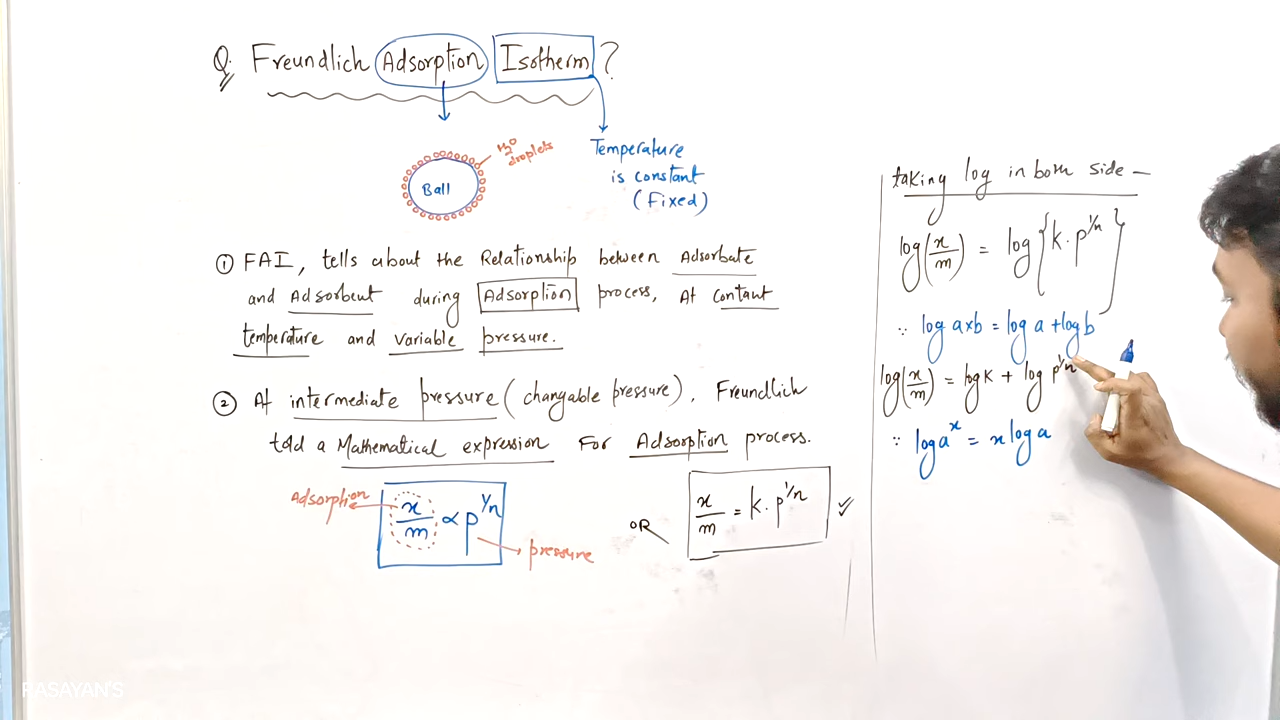 Q. Freundlich Adsorption Isotherm ?
H2O droplets
Ball
Temperature
is constant
(Fixed)
① FAI, tells about the Relationship between Adsorbate
and Adsorbent during Adsorption process, At Contant
temperature and variable pressure.
② At intermediate pressure (changable pressure), Freundlich
told a Mathematical expression For Adsorption process.
Adsorption
x/m ∝ p^1/n
pressure
OR
x/m = k. p^1/n ✓
taking log in both side –
log(x/m) = log{k. p^1/n}
∵ log a×b = log a + log b
log(x/m) = log k + log p^1/n
∵ log a^x = x log a
RASAYAN'S